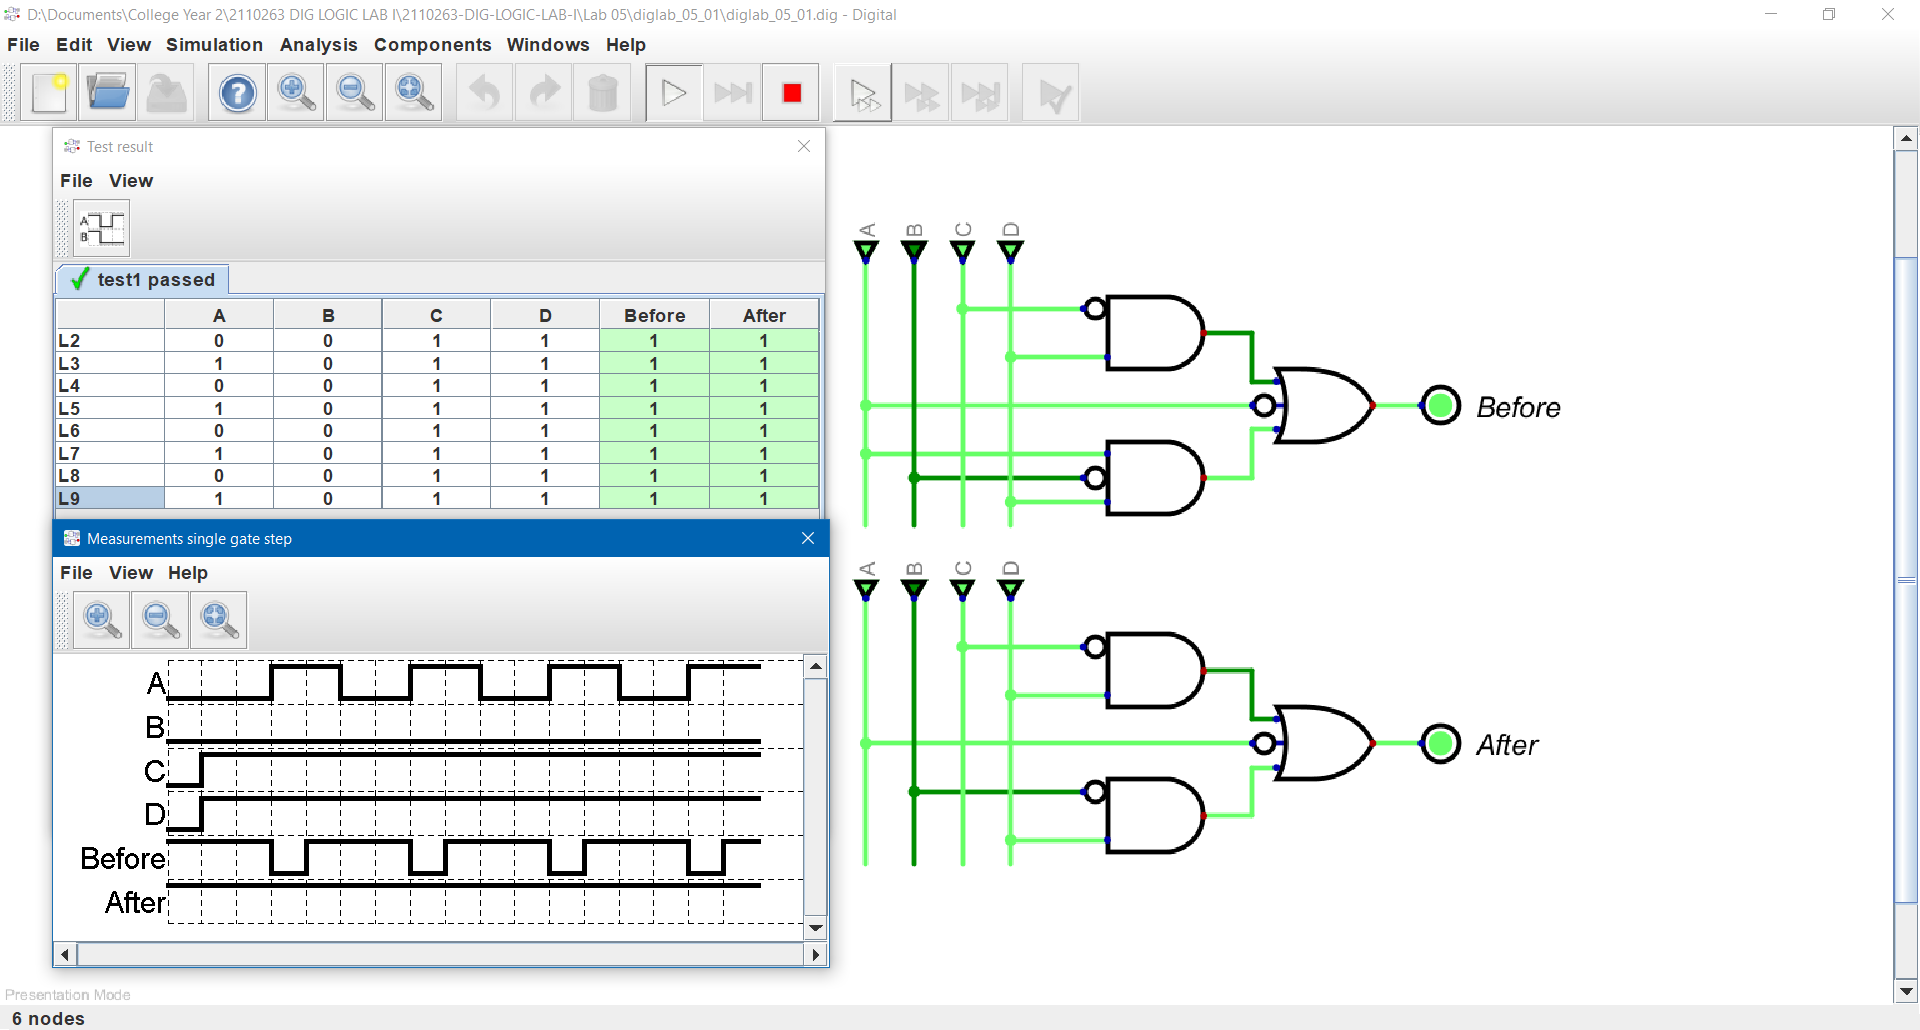 D:\Documents\College Year 2\2110263 DIG LOGIC LAB I\2110263-DIG-LOGIC-LAB-I\Lab 05\diglab_05_01\diglab_05_01.dig - Digital
File Edit View Simulation Analysis Components Windows Help
Test result
File View
A
B
test1 passed
A B C D Before After
L2 0 0 1 1 1 1
L3 1 0 1 1 1 1
L4 0 0 1 1 1 1
L5 1 0 1 1 1 1
L6 0 0 1 1 1 1
L7 1 0 1 1 1 1
L8 0 0 1 1 1 1
L9 1 0 1 1 1 1
Measurements single gate step
File View Help
A
B
C
D
Before
After
A B C D
Before
A B C D
After
Presentation Mode
6 nodes